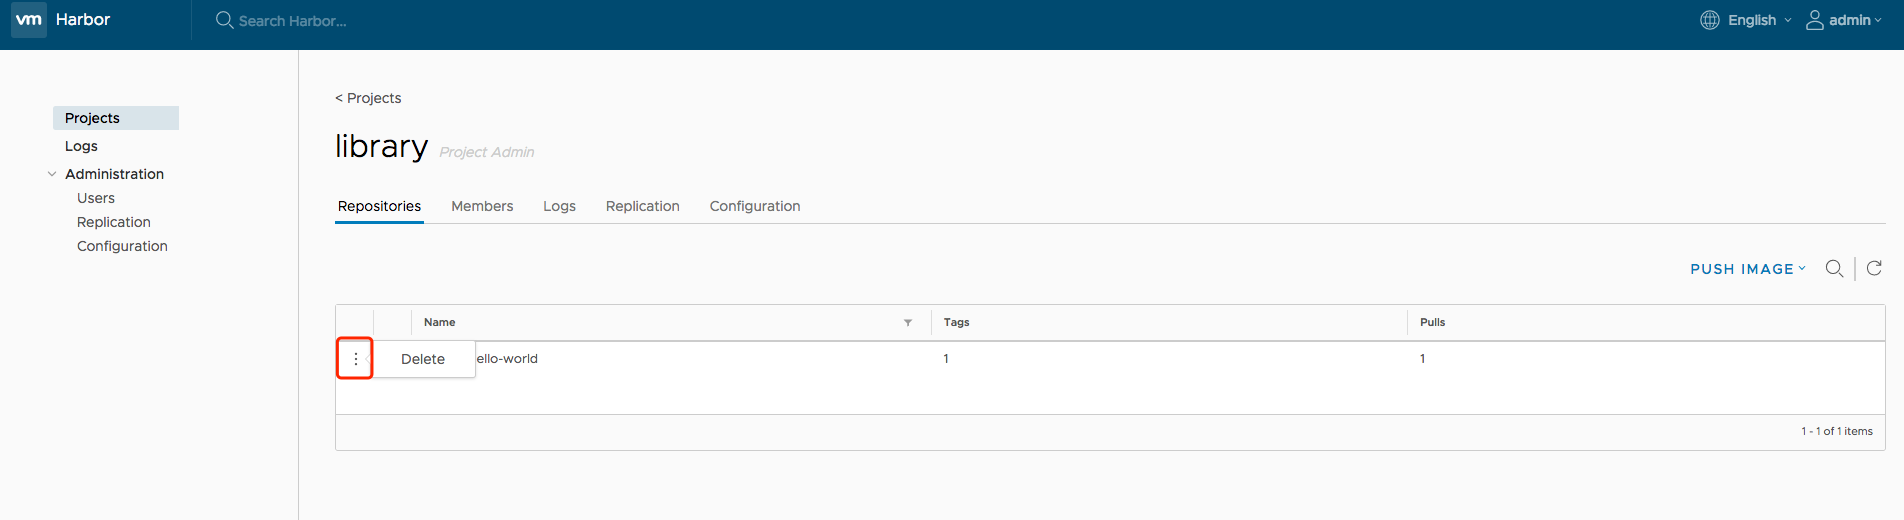 vm Harbor Search Harbor... English admin
< Projects
Projects
library Project Admin
Logs
Administration
Users
Replication
Configuration
Repositories Members Logs Replication Configuration
PUSH IMAGE
Name Tags Pulls
Delete ello-world 1 1
1 - 1 of 1 items